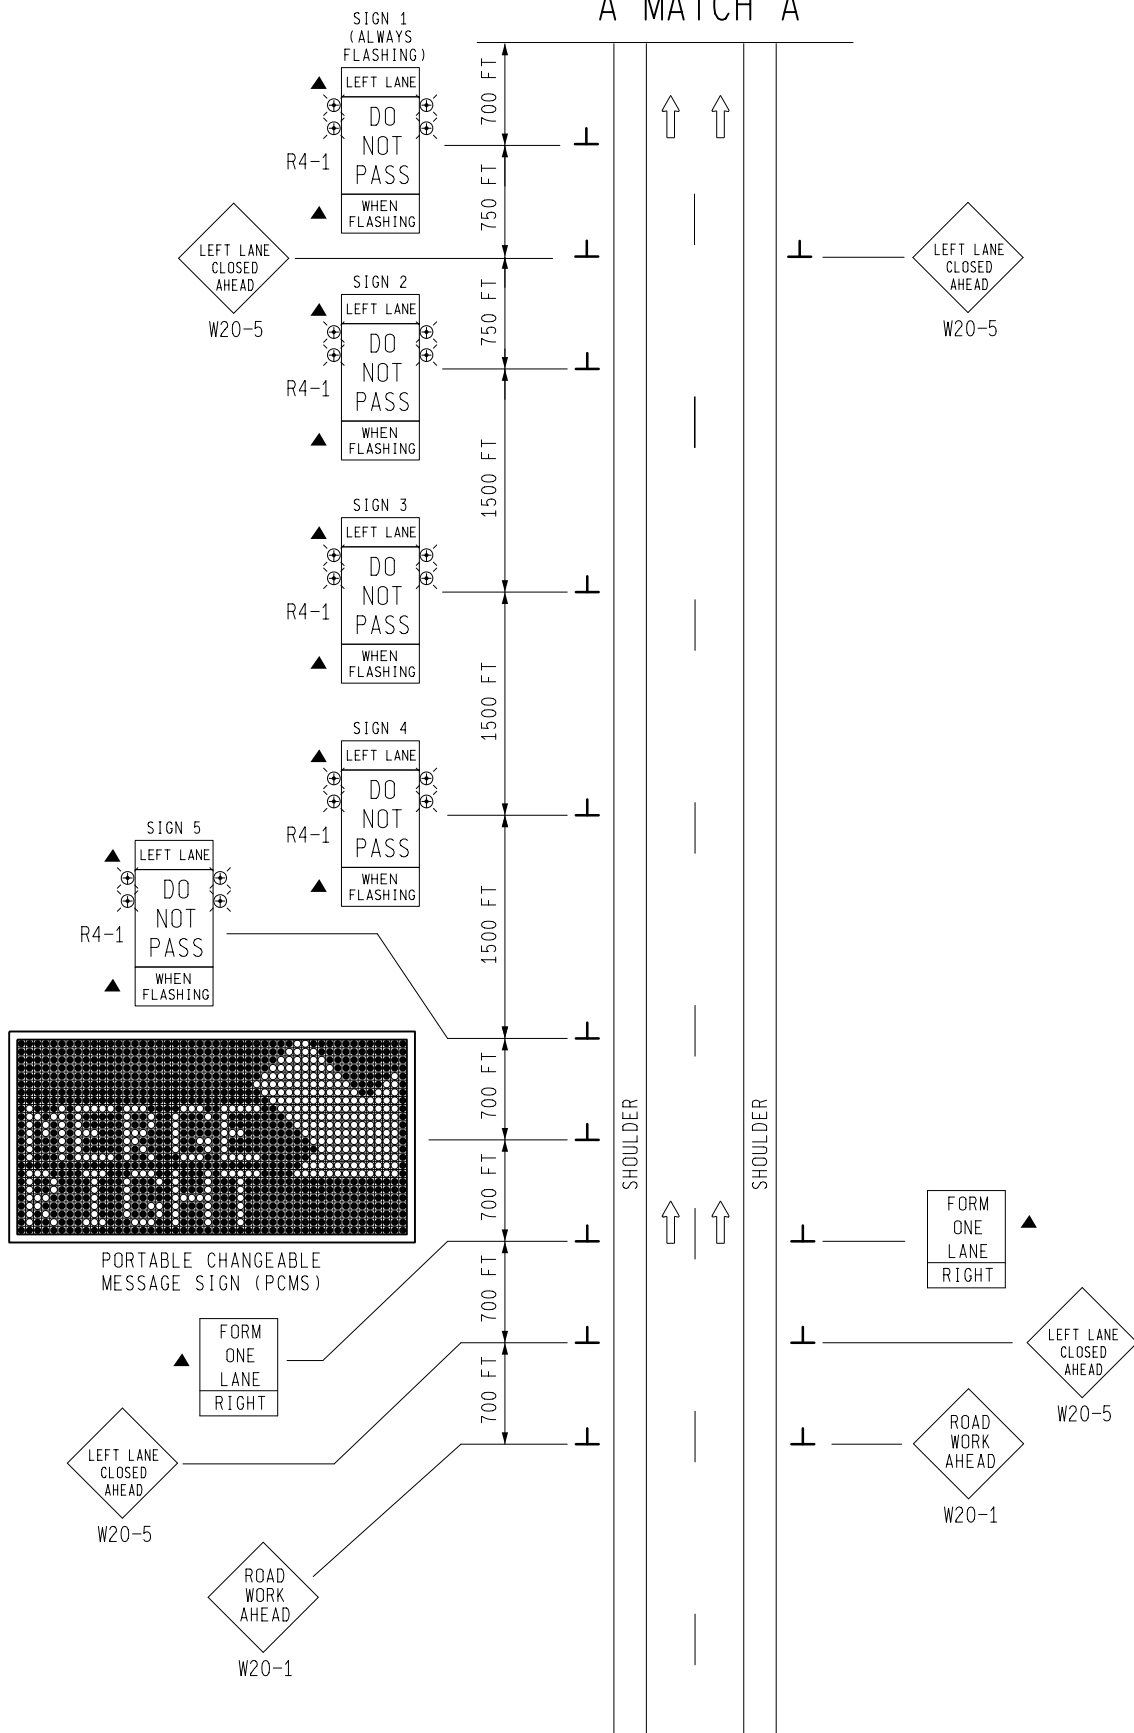 A MATCH A
SIGN 1
(ALWAYS
FLASHING)
LEFT LANE
DO
NOT
PASS
WHEN
FLASHING
R4-1
700 FT
750 FT
LEFT LANE
CLOSED
AHEAD
W20-5
LEFT LANE
CLOSED
AHEAD
W20-5
SIGN 2
LEFT LANE
DO
NOT
PASS
WHEN
FLASHING
R4-1
750 FT
1500 FT
SIGN 3
LEFT LANE
DO
NOT
PASS
WHEN
FLASHING
R4-1
1500 FT
SIGN 4
LEFT LANE
DO
NOT
PASS
WHEN
FLASHING
R4-1
1500 FT
SIGN 5
LEFT LANE
DO
NOT
PASS
WHEN
FLASHING
R4-1
700 FT
MERGE
RIGHT
PORTABLE CHANGEABLE
MESSAGE SIGN (PCMS)
SHOULDER
SHOULDER
700 FT
FORM
ONE
LANE
RIGHT
700 FT
FORM
ONE
LANE
RIGHT
LEFT LANE
CLOSED
AHEAD
W20-5
700 FT
LEFT LANE
CLOSED
AHEAD
W20-5
ROAD
WORK
AHEAD
W20-1
ROAD
WORK
AHEAD
W20-1